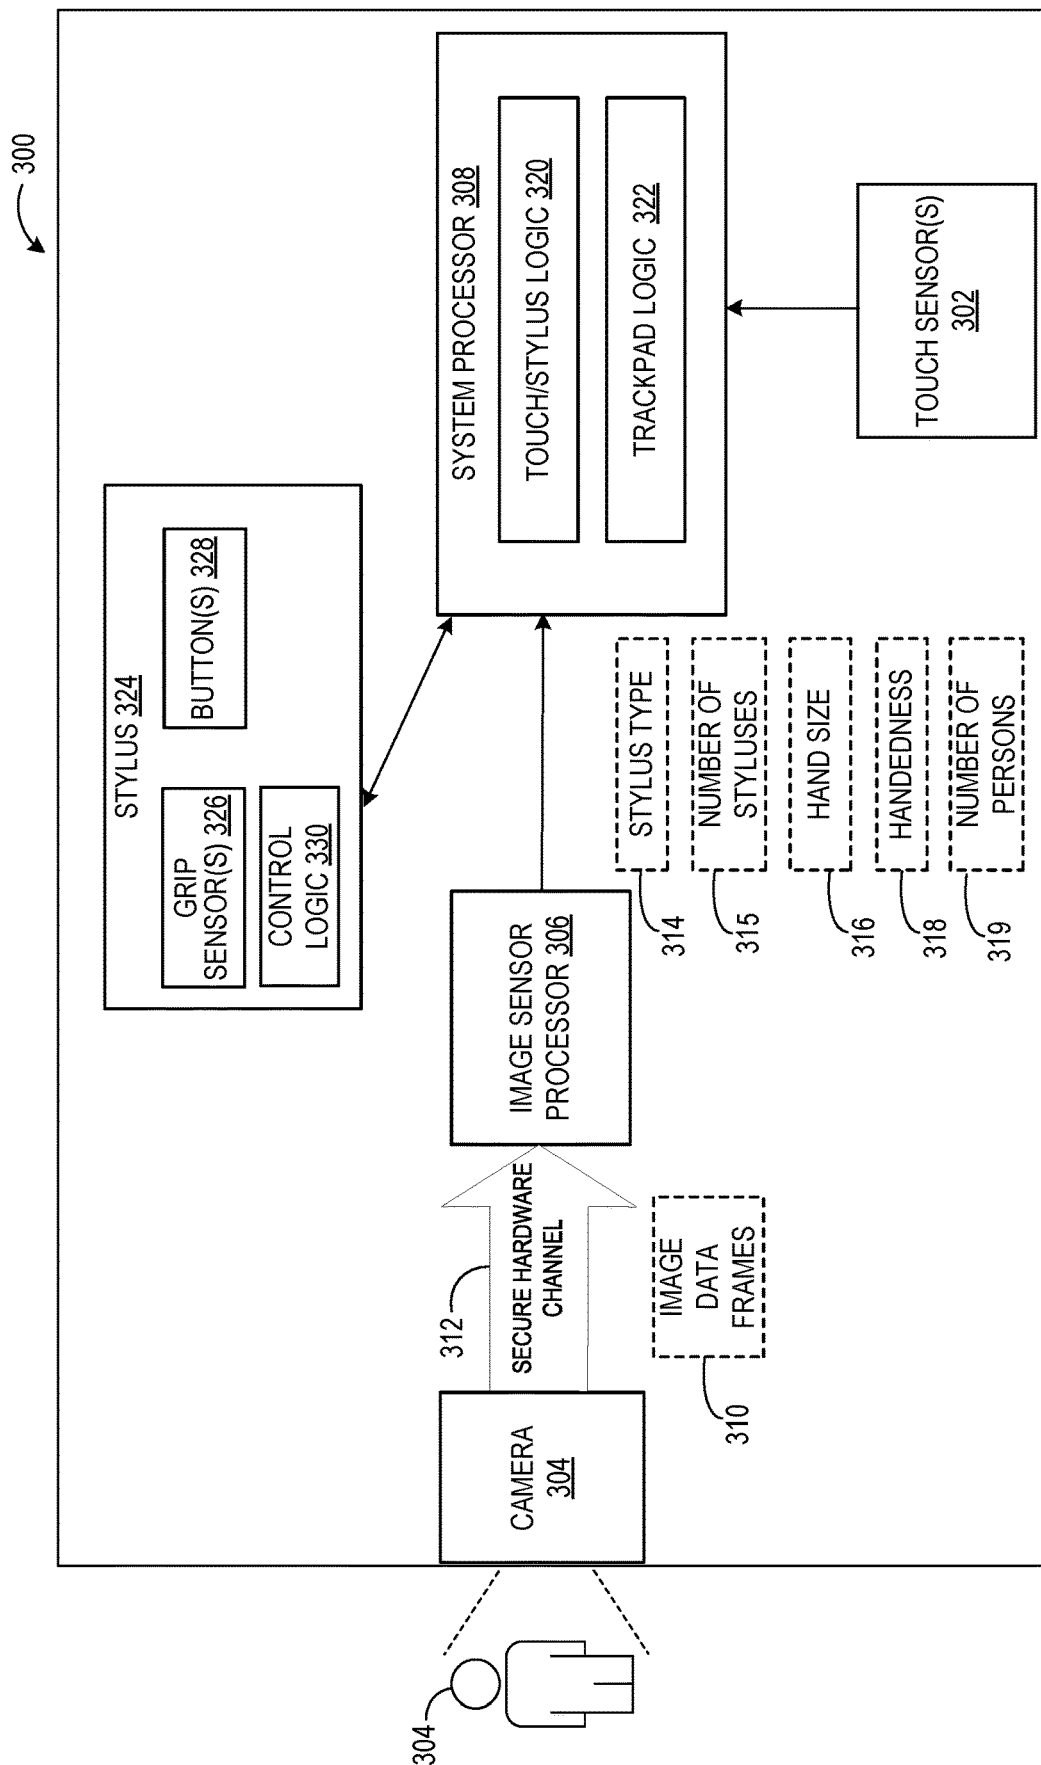 300
STYLUS 324
GRIP
SENSOR(S) 326
BUTTON(S) 328
CONTROL
LOGIC 330
SYSTEM PROCESSOR 308
TOUCH/STYLUS LOGIC 320
TRACKPAD LOGIC 322
304
CAMERA
304
312
SECURE HARDWARE
CHANNEL
IMAGE SENSOR
PROCESSOR 306
310
IMAGE
DATA
FRAMES
314
STYLUS TYPE
315
NUMBER OF
STYLUSES
316
HAND SIZE
318
HANDEDNESS
319
NUMBER OF
PERSONS
TOUCH SENSOR(S)
302